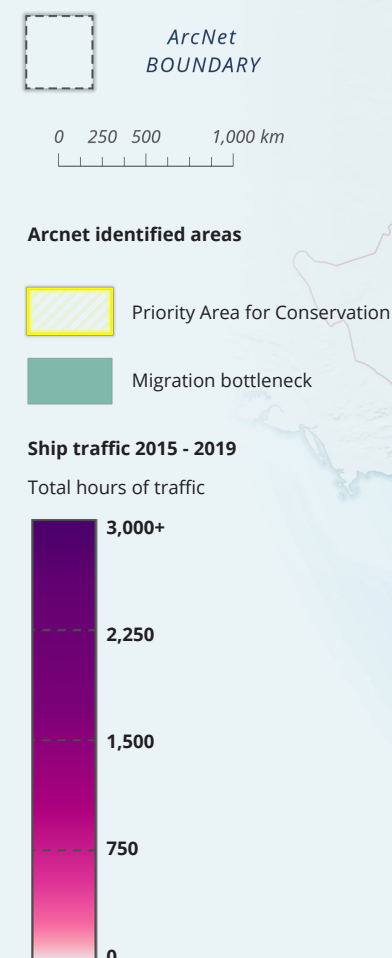 ArcNet
BOUNDARY
0 250 500 1,000 km
Arcnet identified areas
Priority Area for Conservation
Migration bottleneck
Ship traffic 2015 - 2019
Total hours of traffic
3,000+
2,250
1,500
750
0